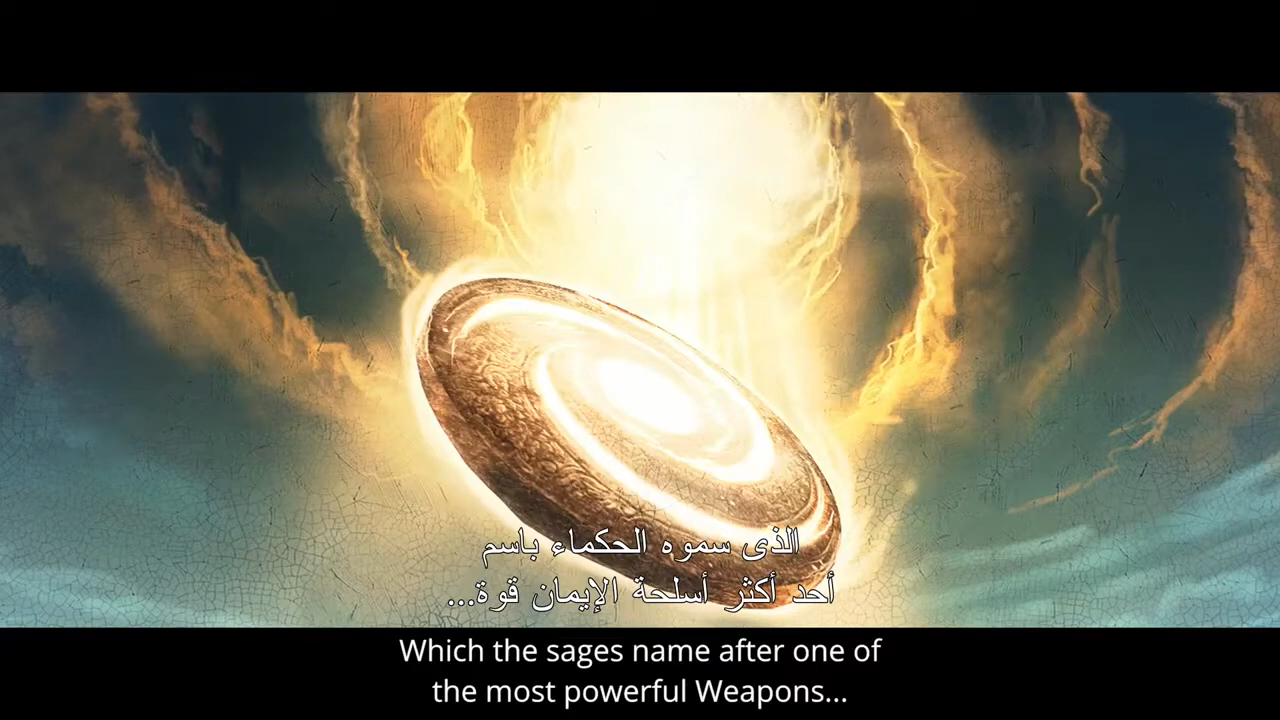 الذى سموه الحكماء باسم
أحد أكثر أسلحة الإيمان قوة...
Which the sages name after one of
the most powerful Weapons...